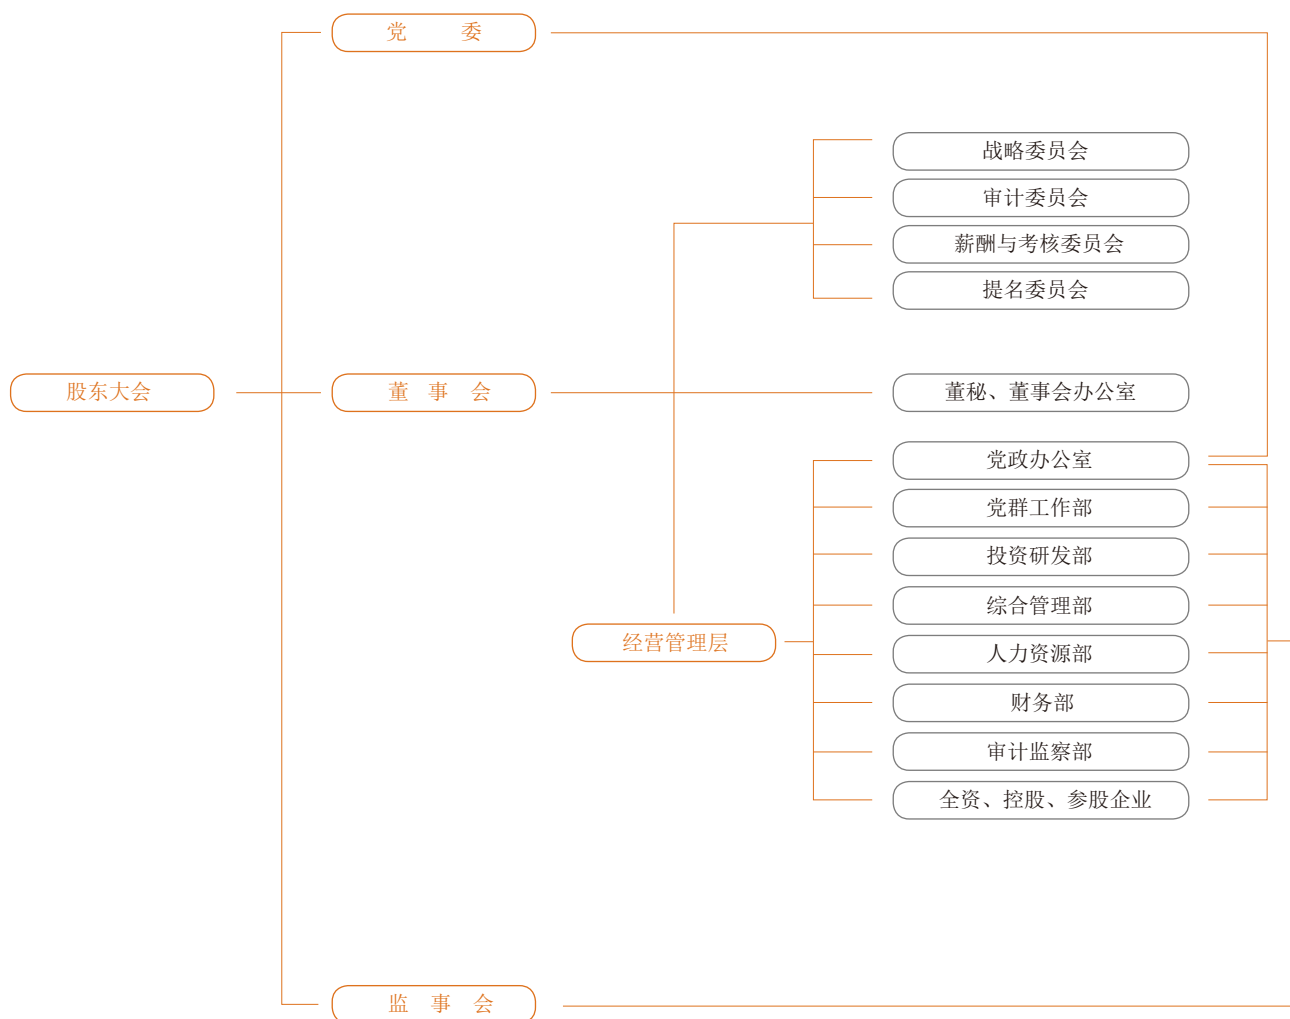 党 委
战略委员会
审计委员会
薪酬与考核委员会
提名委员会
股东大会
董 事 会
董秘、董事会办公室
党政办公室
党群工作部
投资研发部
综合管理部
经营管理层
人力资源部
财务部
审计监察部
全资、控股、参股企业
监 事 会